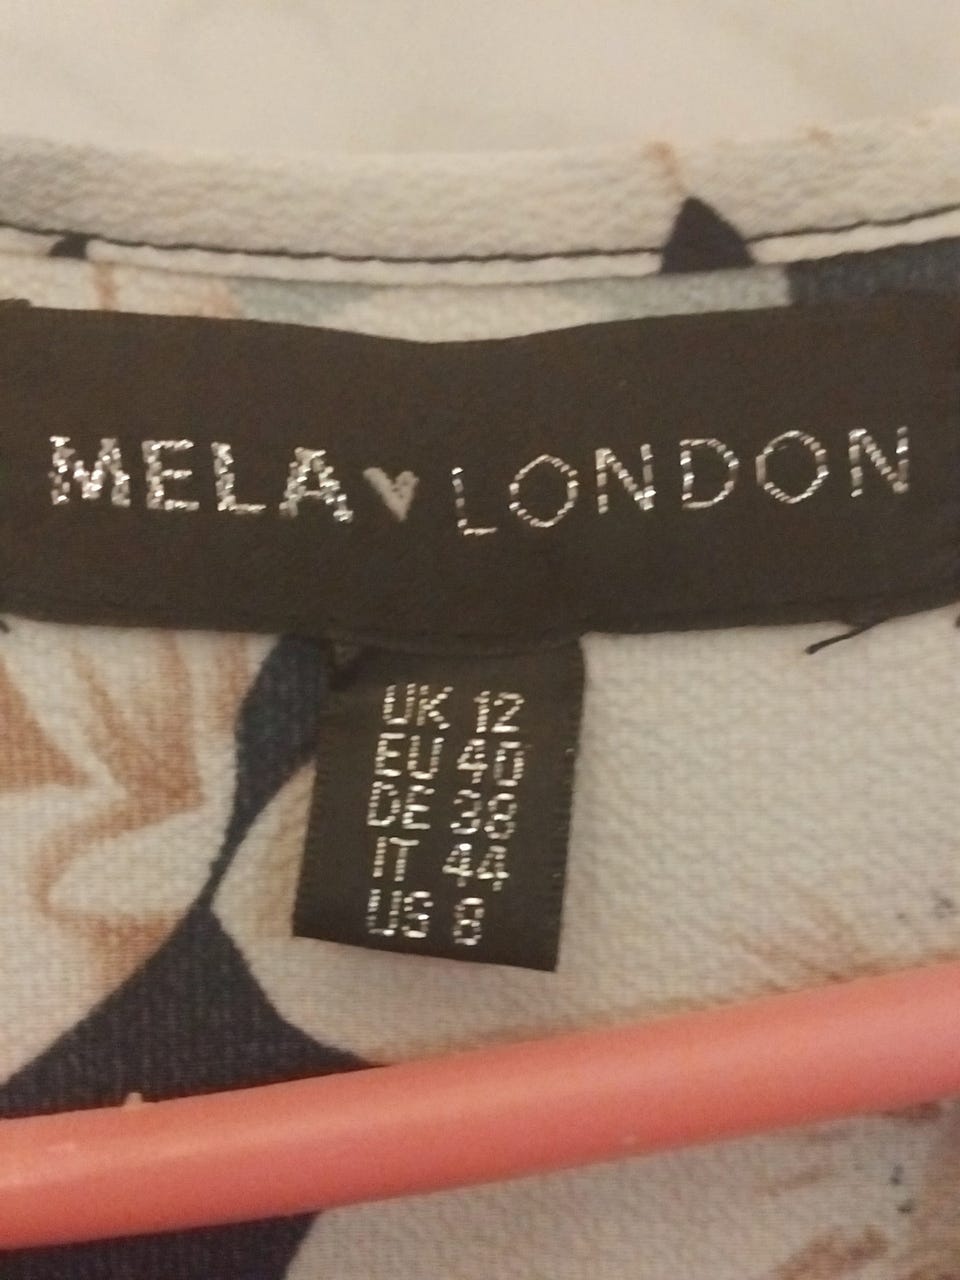 MELA♥LONDON
UK 12
EU 40
DE 38
IT 44
US 8